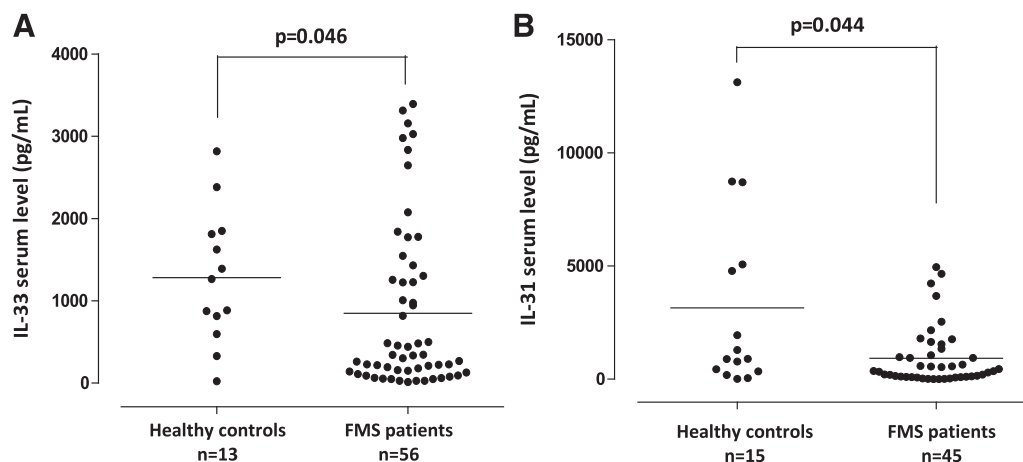 A
p=0.046
IL-33 serum level (pg/mL)
4000
3000
2000
1000
0
Healthy controls
n=13
FMS patients
n=56
B
p=0.044
IL-31 serum level (pg/mL)
15000
10000
5000
0
Healthy controls
n=15
FMS patients
n=45